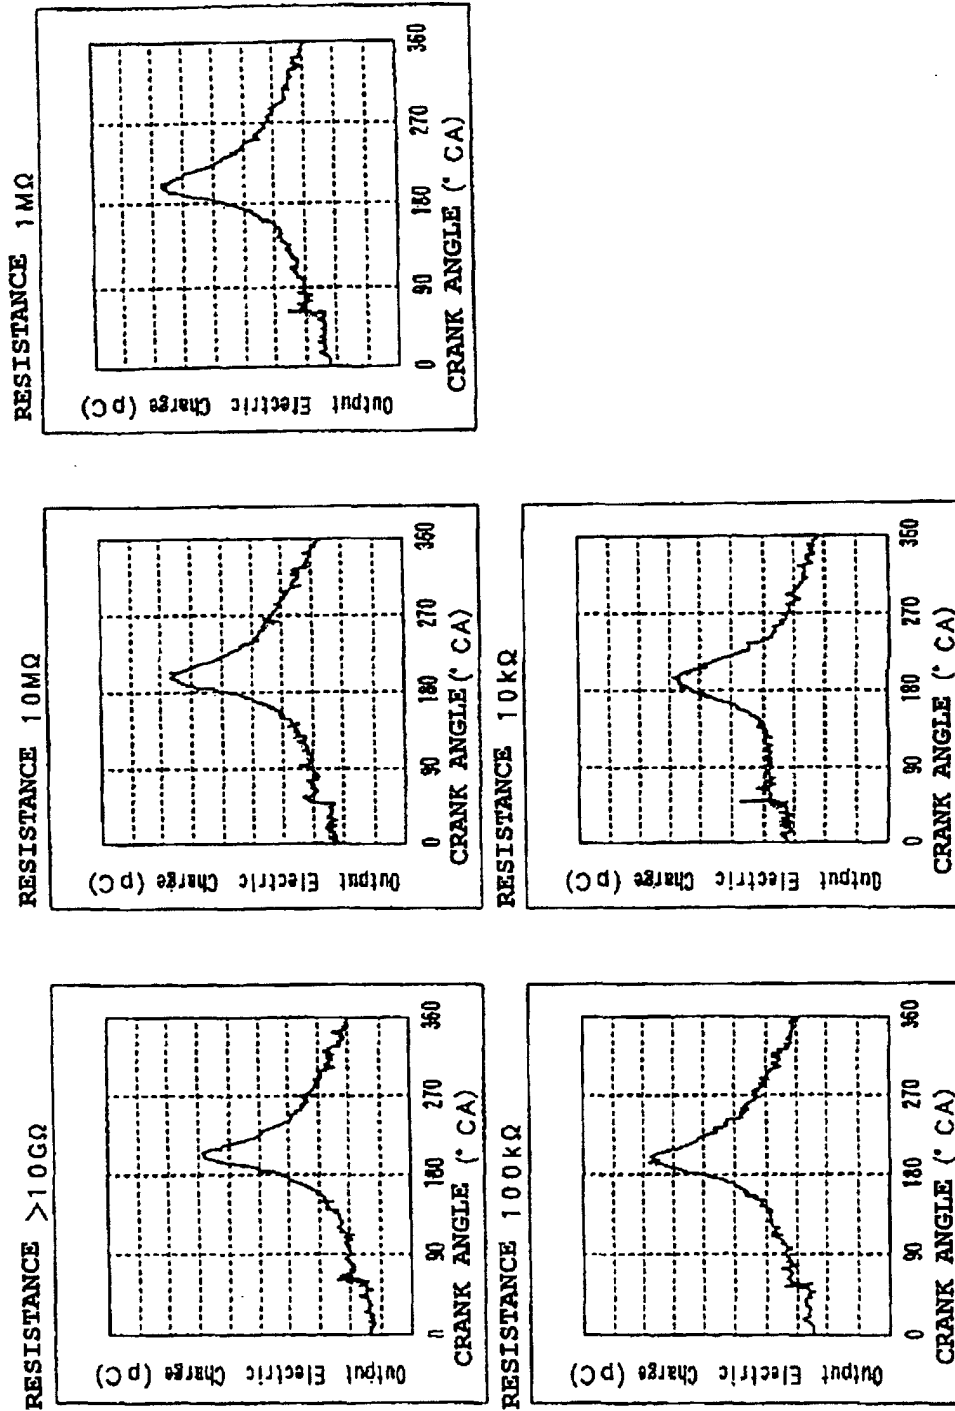 RESISTANCE >10GΩ
Output Electric Charge (pC)
0 90 180 270 360
CRANK ANGLE (° CA)
RESISTANCE 10MΩ
Output Electric Charge (pC)
0 90 180 270 360
CRANK ANGLE (° CA)
RESISTANCE 1MΩ
Output Electric Charge (pC)
0 90 180 270 360
CRANK ANGLE (° CA)
RESISTANCE 100kΩ
Output Electric Charge (pC)
0 90 180 270 360
CRANK ANGLE (° CA)
RESISTANCE 10kΩ
Output Electric Charge (pC)
0 90 180 270 360
CRANK ANGLE (° CA)